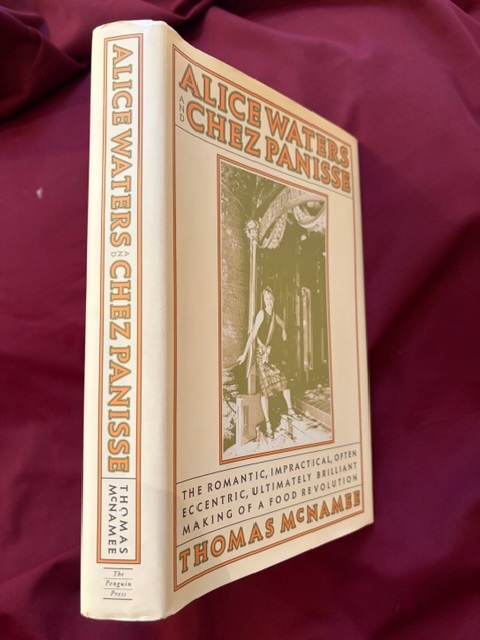 ALICE WATERS AND CHEZ PANISSE
THOMAS
McNAMEE
The
Penguin
Press
ALICE WATERS
AND CHEZ PANISSE
THE ROMANTIC, IMPRACTICAL, OFTEN
ECCENTRIC, ULTIMATELY BRILLIANT
MAKING OF A FOOD REVOLUTION
THOMAS McNAMEE